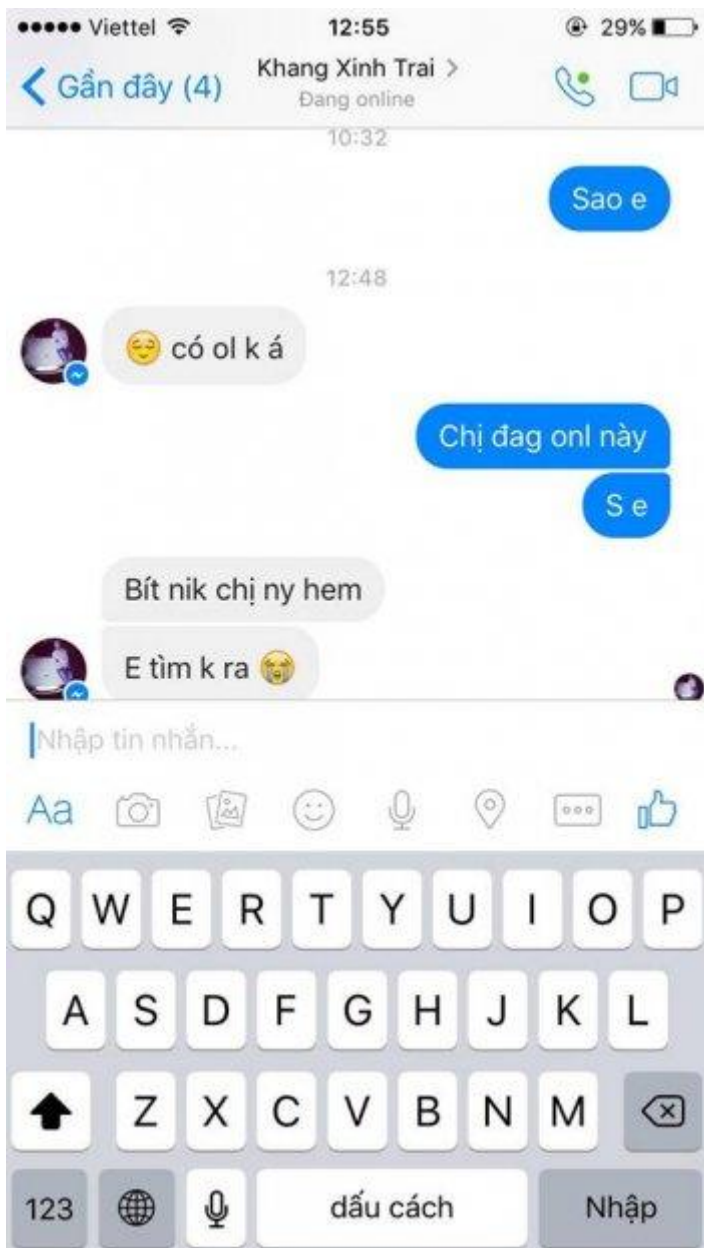 Viettel 12:55 29%
Gần đây (4) Khang Xinh Trai >
Đang online
10:32
Sao e
12:48
😌 có ol k á
Chị đag onl này
S e
Bít nik chị ny hem
E tìm k ra 😭
Nhập tin nhắn...
Aa
Q W E R T Y U I O P
A S D F G H J K L
Z X C V B N M
123 dấu cách Nhập